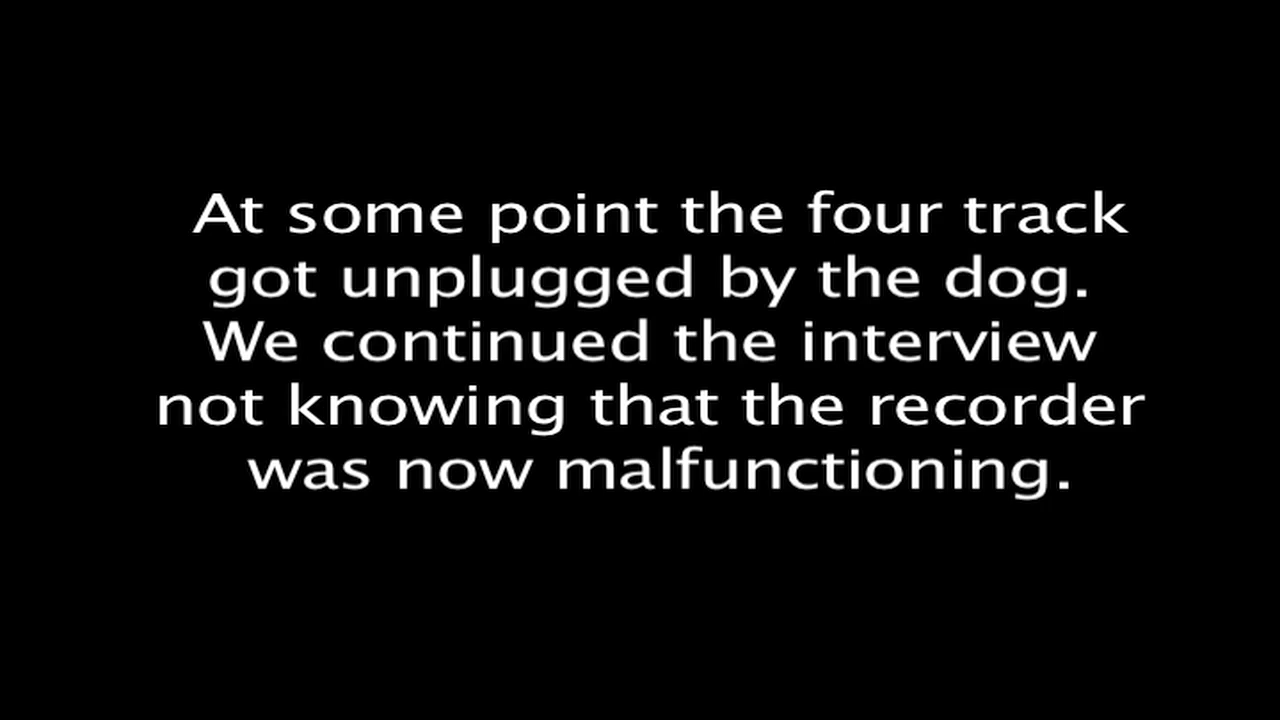 At some point the four track
got unplugged by the dog.
We continued the interview
not knowing that the recorder
was now malfunctioning.